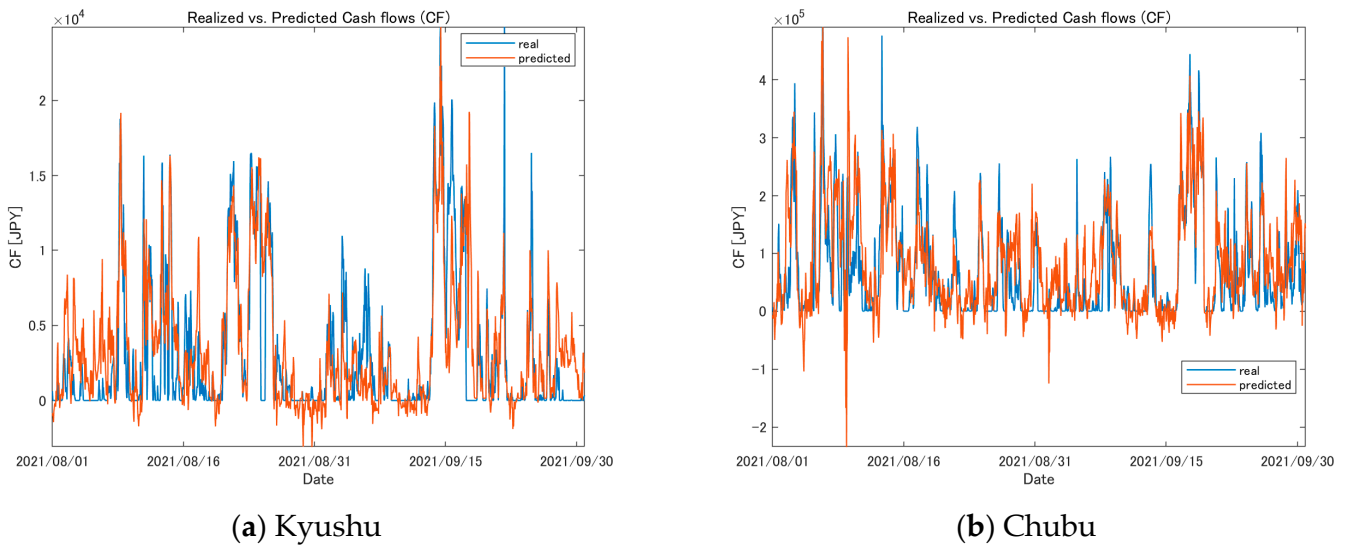 Realized vs. Predicted Cash flows (CF)
×10⁴
real
predicted
2
1.5
1
0.5
0
CF [JPY]
2021/08/01 2021/08/16 2021/08/31 2021/09/15 2021/09/30
Date
(a) Kyushu
Realized vs. Predicted Cash flows (CF)
×10⁵
4
3
2
1
0
-1
-2
CF [JPY]
real
predicted
2021/08/01 2021/08/16 2021/08/31 2021/09/15 2021/09/30
Date
(b) Chubu